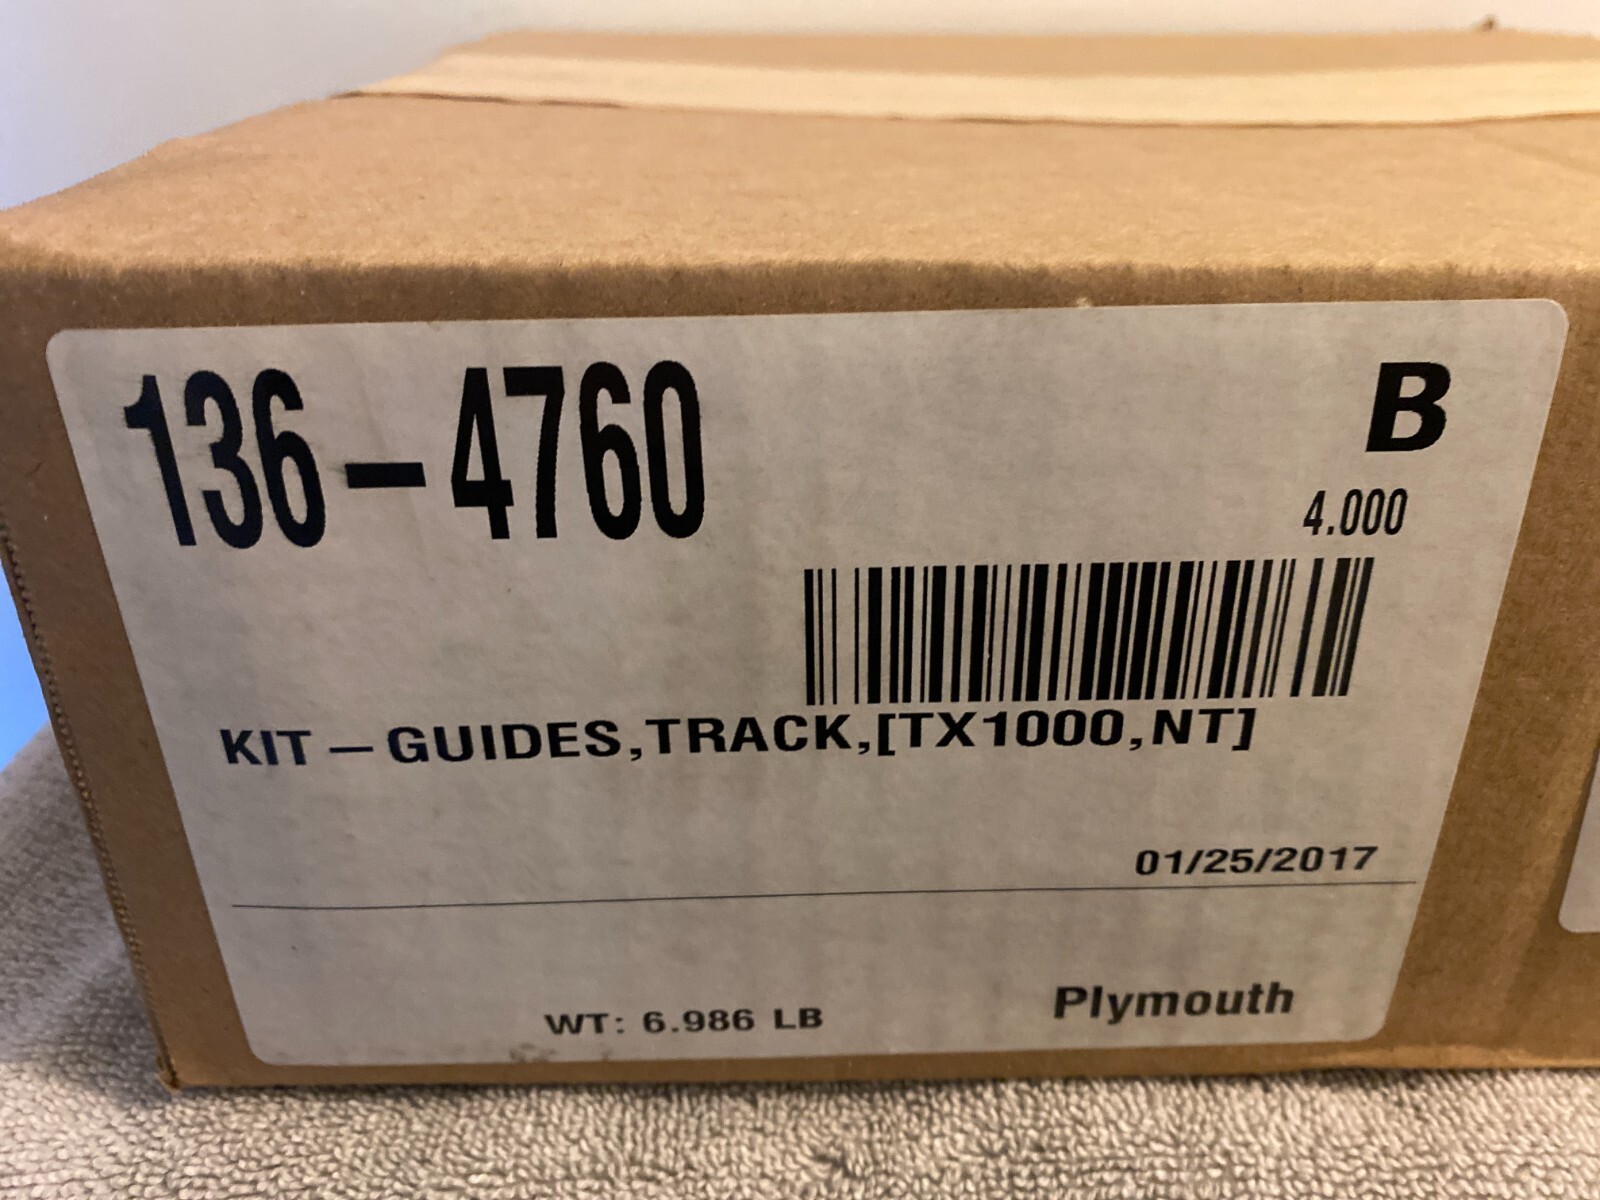 136-4760
B
4.000
KIT-GUIDES,TRACK,[TX1000,NT]
01/25/2017
WT: 6.986 LB
Plymouth